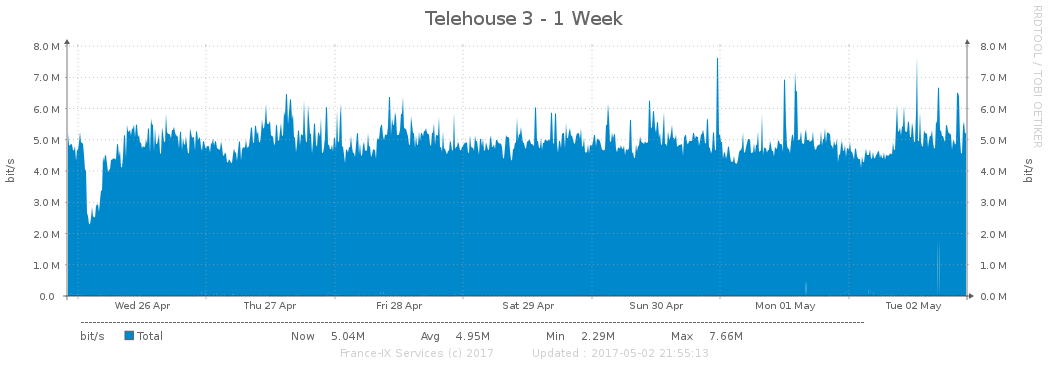 Telehouse 3 - 1 Week
RRDTOOL / TOBI OETIKER
bit/s
8.0 M
7.0 M
6.0 M
5.0 M
4.0 M
3.0 M
2.0 M
1.0 M
0.0
8.0 M
7.0 M
6.0 M
5.0 M
4.0 M
3.0 M
2.0 M
1.0 M
0.0 M
bit/s
Wed 26 Apr Thu 27 Apr Fri 28 Apr Sat 29 Apr Sun 30 Apr Mon 01 May Tue 02 May
bit/s Total Now 5.04M Avg 4.95M Min 2.29M Max 7.66M
France-IX Services (c) 2017 Updated : 2017-05-02 21:55:13